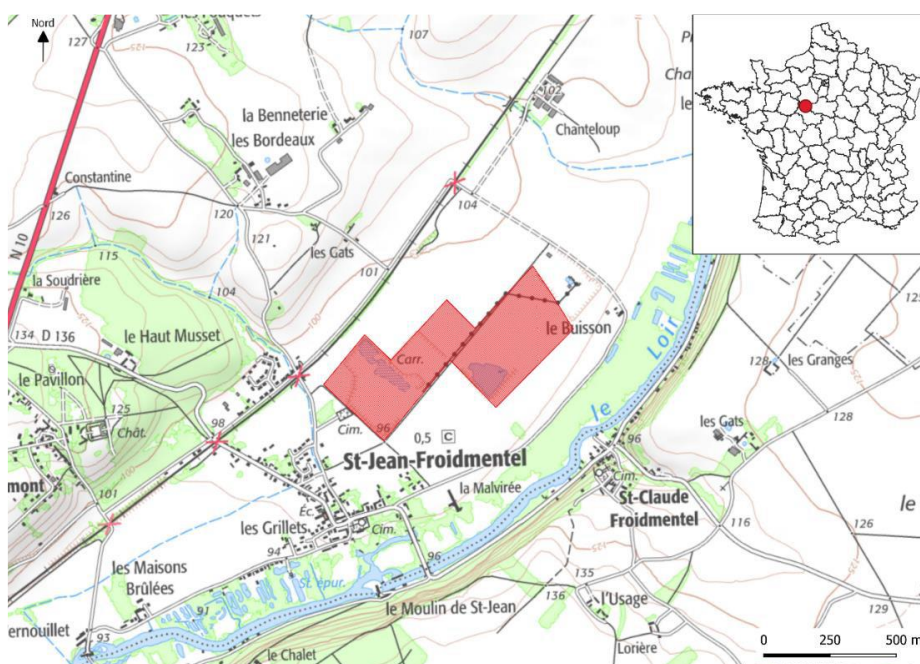 Nord
127
123
107
102
la Benneterie
les Bordeaux
Chanteloup
Constantine
126
120
104
121
115
les Gats
101
N 10
la Soudrière
104
100
le Haut Musset
le Buisson
134
D 136
Carr.
le Loir
128
les Granges
le Pavillon
125
Chât.
98
Cim.
96
0,5
C
les Gats
128
St-Jean-Froidmentel
96
mont
101
la Malvirée
Cim.
St-Claude
Froidmentel
le
Éc.
les Grillets
Cim.
116
126
94
96
les Maisons
Brûlées
St. épur.
135
136
91
le Moulin de St-Jean
l'Usage
129
ernouillet
93
le Chalet
Lorière
0
250
500 m